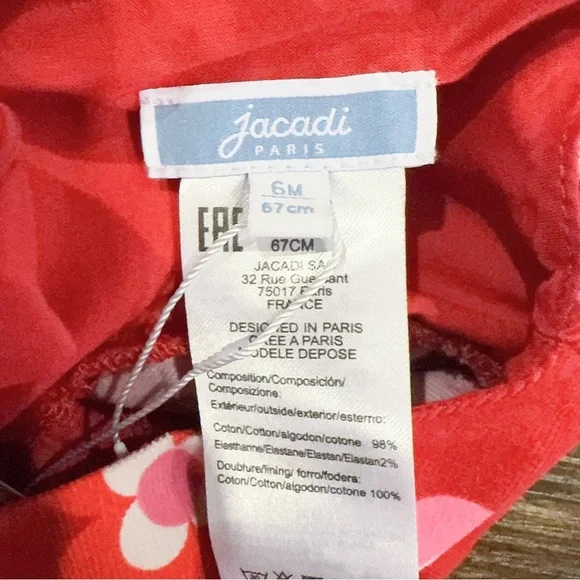 jacadi
PARIS
6M
67cm
EAC
67CM
JACADI SA
32 Rue
75017 Paris
FRANCE
DESIGNED IN PARIS
CREE A PARIS
MODELE DEPOSE
Composition/Composición/
Composizione:
Extérieur/outside/exterior/esterno:
Coton/Cotton/algodon/cotone 98%
Elasthanne/Elastane/Elastan/Elastan2%
Doublure/lining/ forro/fodera:
Coton/Cotton/algodon/cotone 100%